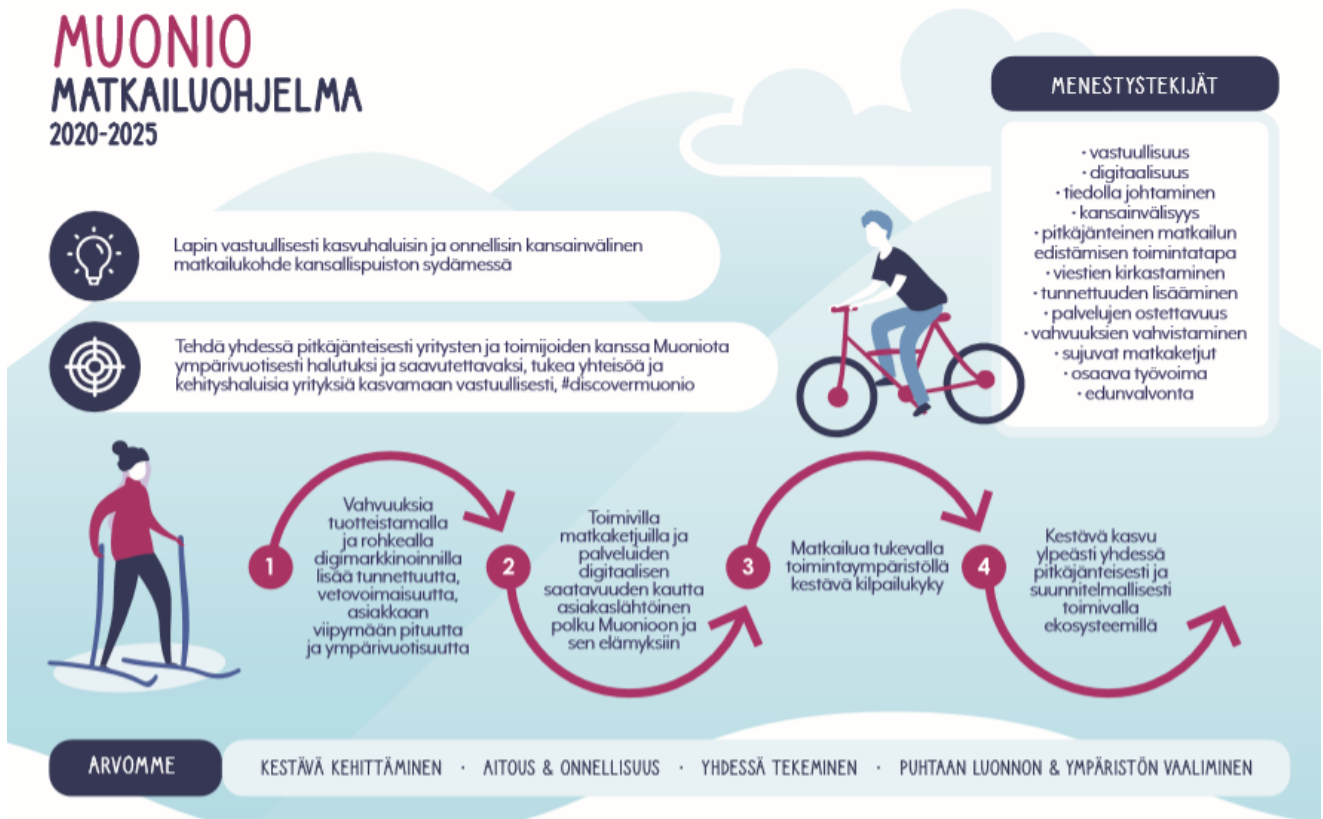 MUONIO
MATKAILUOHJELMA
2020-2025
MENESTYSTEKIJÄT
· vastuullisuus
· digitaalisuus
· tiedolla johtaminen
· kansainvälisyys
· pitkäjänteinen matkailun
edistämisen toimintatapa
· viestien kirkastaminen
· tunnettuuden lisääminen
· palvelujen ostettavuus
· vahvuuksien vahvistaminen
· sujuvat matkaketjut
· osaava työvoima
· edunvalvonta
Lapin vastuullisesti kasvuhaluisin ja onnellisin kansainvälinen
matkailukohde kansallispuiston sydämessä
Tehdä yhdessä pitkäjänteisesti yritysten ja toimijoiden kanssa Muoniota
ympärivuotisesti halutuksi ja saavutettavaksi, tukea yhteisöä ja
kehityshaluisia yrityksiä kasvamaan vastuullisesti, #discovermuonio
1
Vahvuuksia
tuotteistamalla
ja rohkealla
digimarkkinoinnilla
lisää tunnettuutta,
vetovoimaisuutta,
asiakkaan
viipymään pituutta
ja ympärivuotisuutta
2
Toimivilla
matkaketjuilla ja
palveluiden
digitaalisen
saatavuuden kautta
asiakaslähtöinen
polku Muonioon ja
sen elämyksiin
3
Matkailua tukevalla
toimintaympäristöllä
kestävä kilpailukyky
4
Kestävä kasvu
ylpeästi yhdessä
pitkäjänteisesti ja
suunnitelmallisesti
toimivalla
ekosysteemillä
ARVOMME
KESTÄVÄ KEHITTÄMINEN · AITOUS & ONNELLISUUS · YHDESSÄ TEKEMINEN · PUHTAAN LUONNON & YMPÄRISTÖN VAALIMINEN